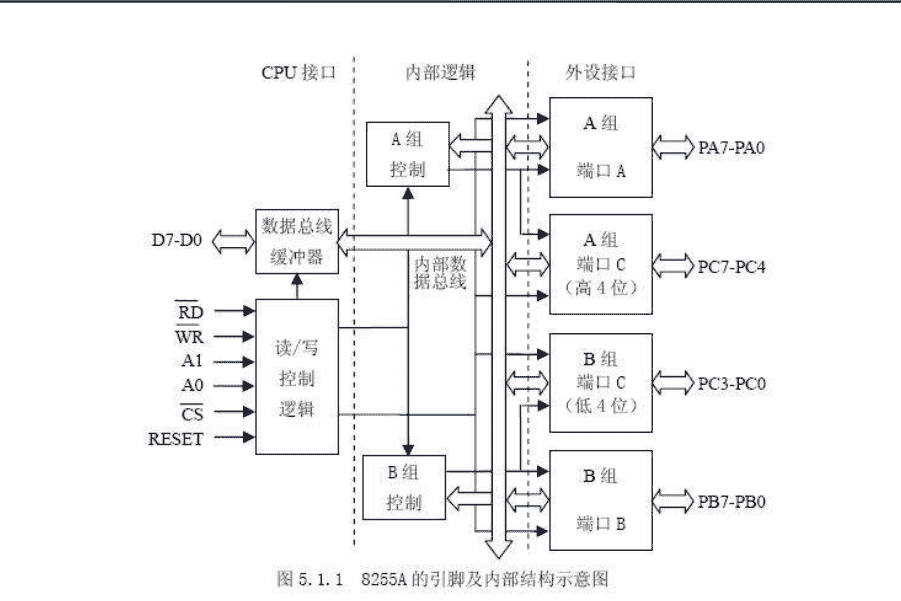 CPU 接口
内部逻辑
外设接口
A 组
控制
A 组
端口 A
PA7-PA0
数据总线
缓冲器
D7-D0
内部数
据总线
A 组
端口 C
（高 4 位）
PC7-PC4
RD
WR
A1
A0
CS
RESET
读/写
控制
逻辑
B 组
端口 C
（低 4 位）
PC3-PC0
B 组
控制
B 组
端口 B
PB7-PB0
图 5.1.1 8255A 的引脚及内部结构示意图